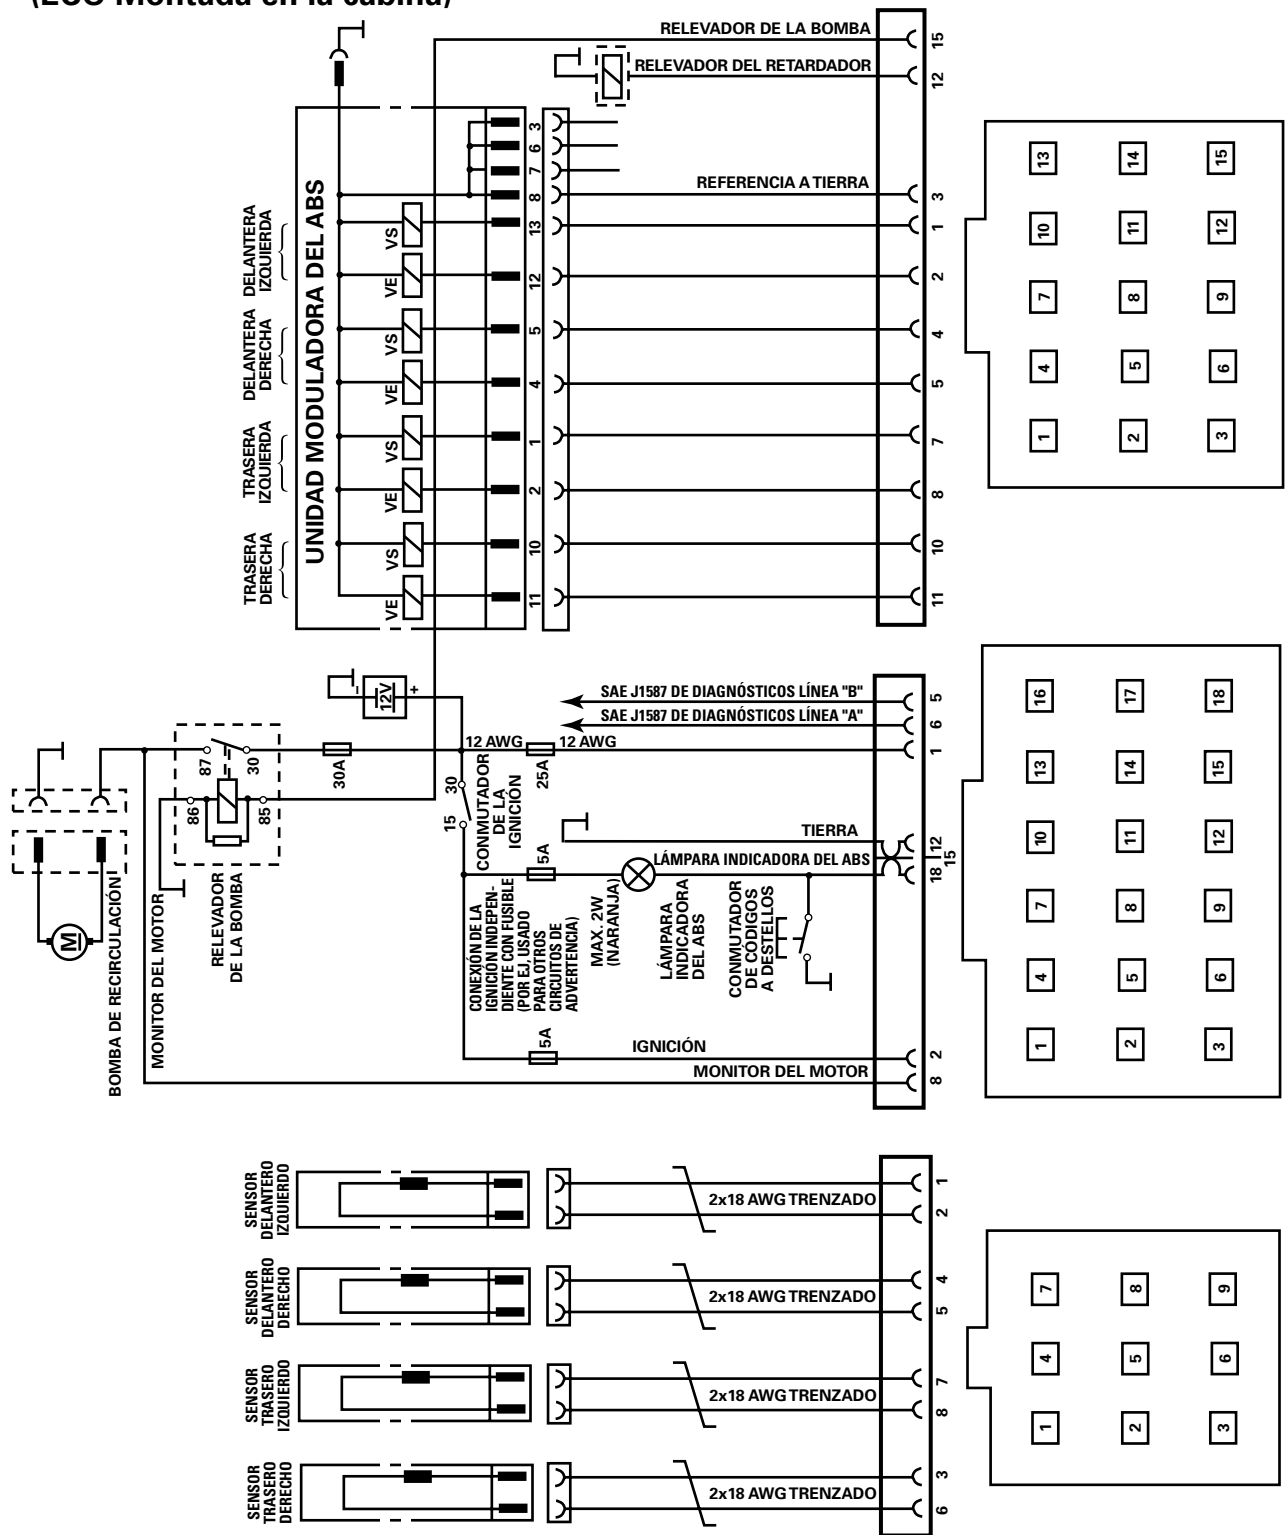 (ECU Montada en la cabina)
RELEVADOR DE LA BOMBA
15
RELEVADOR DEL RETARDADOR
12
3
6
7
8
REFERENCIA A TIERRA
3
UNIDAD MODULADORA DEL ABS
DELANTERA
IZQUIERDA
VS
13
1
VE
12
2
DELANTERA
DERECHA
VS
5
4
VE
4
5
TRASERA
IZQUIERDA
VS
1
7
VE
2
8
TRASERA
DERECHA
VS
10
10
VE
11
11
13
14
15
10
11
12
7
8
9
4
5
6
1
2
3
–
12V
+
SAE J1587 DE DIAGNÓSTICOS LÍNEA "B"
5
SAE J1587 DE DIAGNÓSTICOS LÍNEA "A"
6
12 AWG
25A
12 AWG
1
30A
87
30
86
85
RELEVADOR
DE LA BOMBA
M
BOMBA DE RECIRCULACIÓN
MONITOR DEL MOTOR
30
15
CONMUTADOR
DE LA
IGNICIÓN
TIERRA
12
15
5A
LÁMPARA INDICADORA DEL ABS
18
CONEXIÓN DE LA
IGNICIÓN INDEPEN-
DIENTE CON FUSIBLE
(POR EJ, USADO
PARA OTROS
CIRCUITOS DE
ADVERTENCIA)
MAX. 2W
(NARANJA)
LÁMPARA
INDICADORA
DEL ABS
CONMUTADOR
DE CÓDIGOS
A DESTELLOS
5A
IGNICIÓN
2
MONITOR DEL MOTOR
8
16
17
18
13
14
15
10
11
12
7
8
9
4
5
6
1
2
3
SENSOR
DELANTERO
IZQUIERDO
2x18 AWG TRENZADO
1
2
SENSOR
DELANTERO
DERECHO
2x18 AWG TRENZADO
4
5
SENSOR
TRASERO
IZQUIERDO
2x18 AWG TRENZADO
7
8
SENSOR
TRASERO
DERECHO
2x18 AWG TRENZADO
3
6
7
8
9
4
5
6
1
2
3